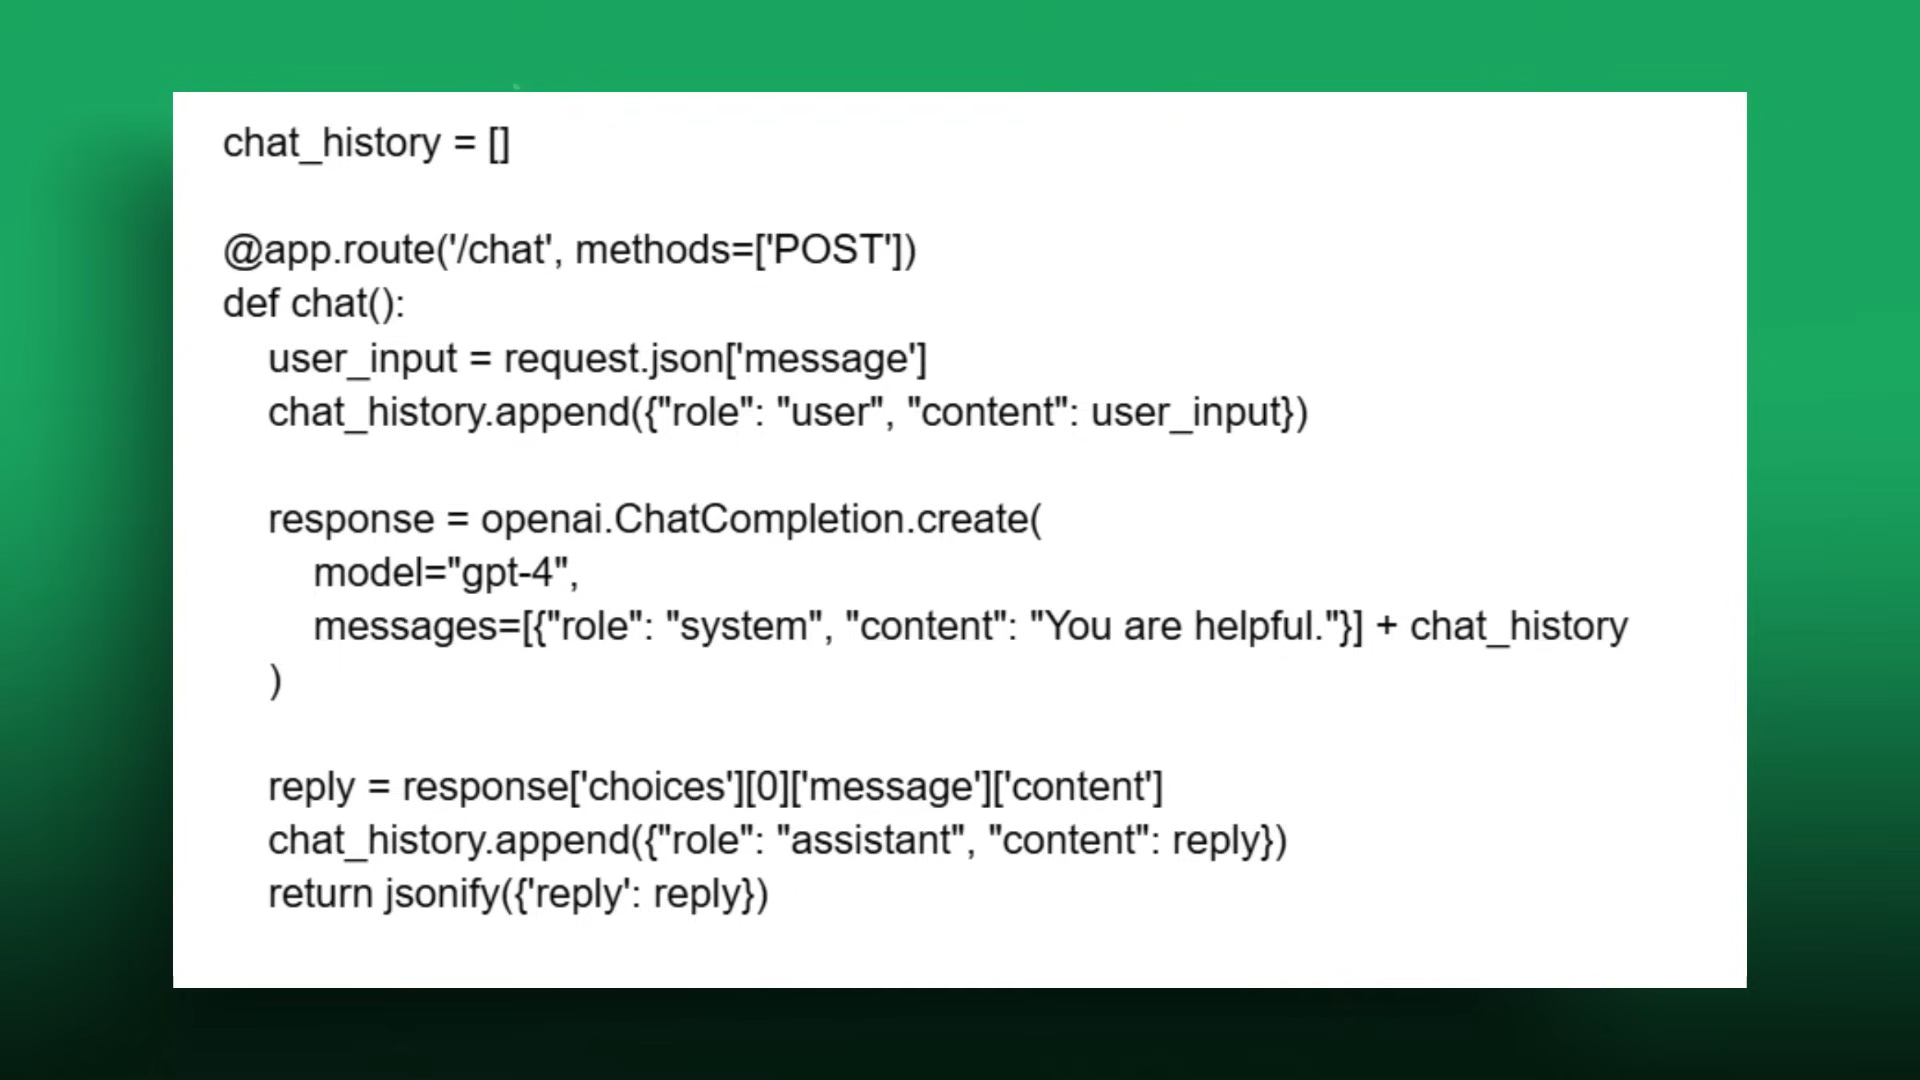 chat_history = []
@app.route('/chat', methods=['POST'])
def chat():
user_input = request.json['message']
chat_history.append({"role": "user", "content": user_input})
response = openai.ChatCompletion.create(
model="gpt-4",
messages=[{"role": "system", "content": "You are helpful."}] + chat_history
)
reply = response['choices'][0]['message']['content']
chat_history.append({"role": "assistant", "content": reply})
return jsonify({'reply': reply})